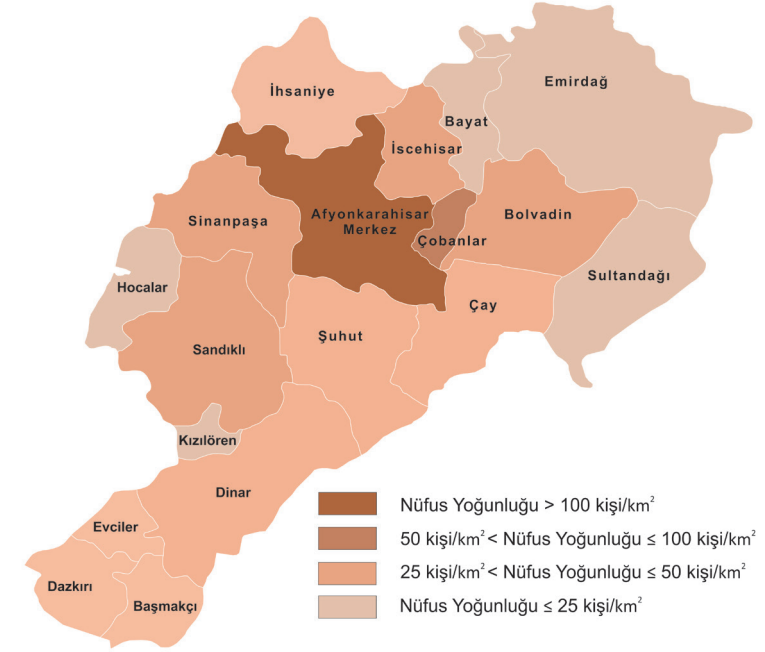 Emirdağ
İhsaniye
Bayat
İscehisar
Afyonkarahisar
Merkez
Sinanpaşa
Bolvadin
Çobanlar
Hocalar
Sultandağı
Çay
Şuhut
Sandıklı
Kızılören
Dinar
Evciler
Dazkırı
Başmakçı
Nüfus Yoğunluğu > 100 kişi/km²
50 kişi/km² < Nüfus Yoğunluğu ≤ 100 kişi/km²
25 kişi/km² < Nüfus Yoğunluğu ≤ 50 kişi/km²
Nüfus Yoğunluğu ≤ 25 kişi/km²